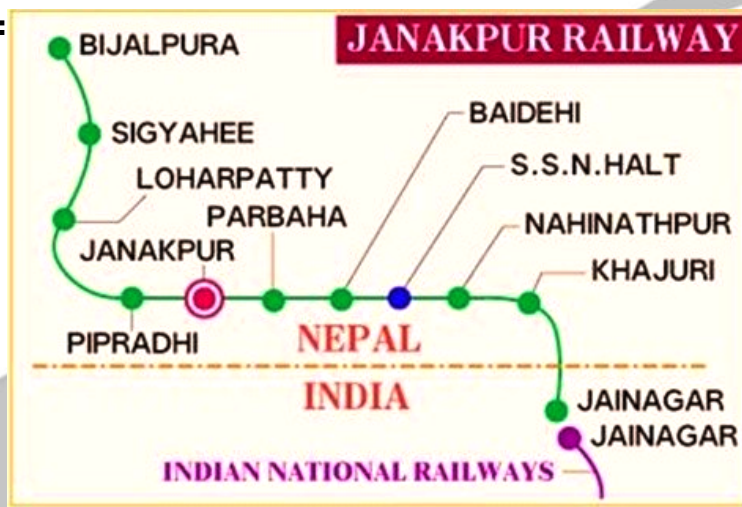 BIJALPURA
JANAKPUR RAILWAY
SIGYAHEE
BAIDEHI
LOHARPATTY
S.S.N.HALT
PARBAHA
JANAKPUR
NAHINATHPUR
KHAJURI
PIPRADHI
NEPAL
INDIA
JAINAGAR
JAINAGAR
INDIAN NATIONAL RAILWAYS